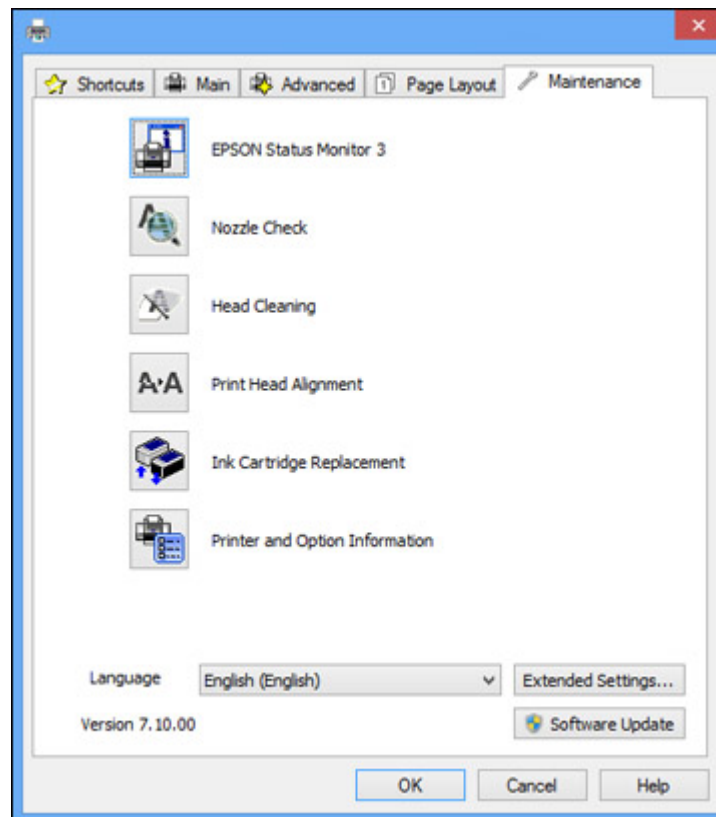 Shortcuts Main Advanced 1 Page Layout Maintenance
EPSON Status Monitor 3
Nozzle Check
Head Cleaning
A A Print Head Alignment
Ink Cartridge Replacement
Printer and Option Information
Language English (English) Extended Settings...
Version 7.10.00 Software Update
OK Cancel Help